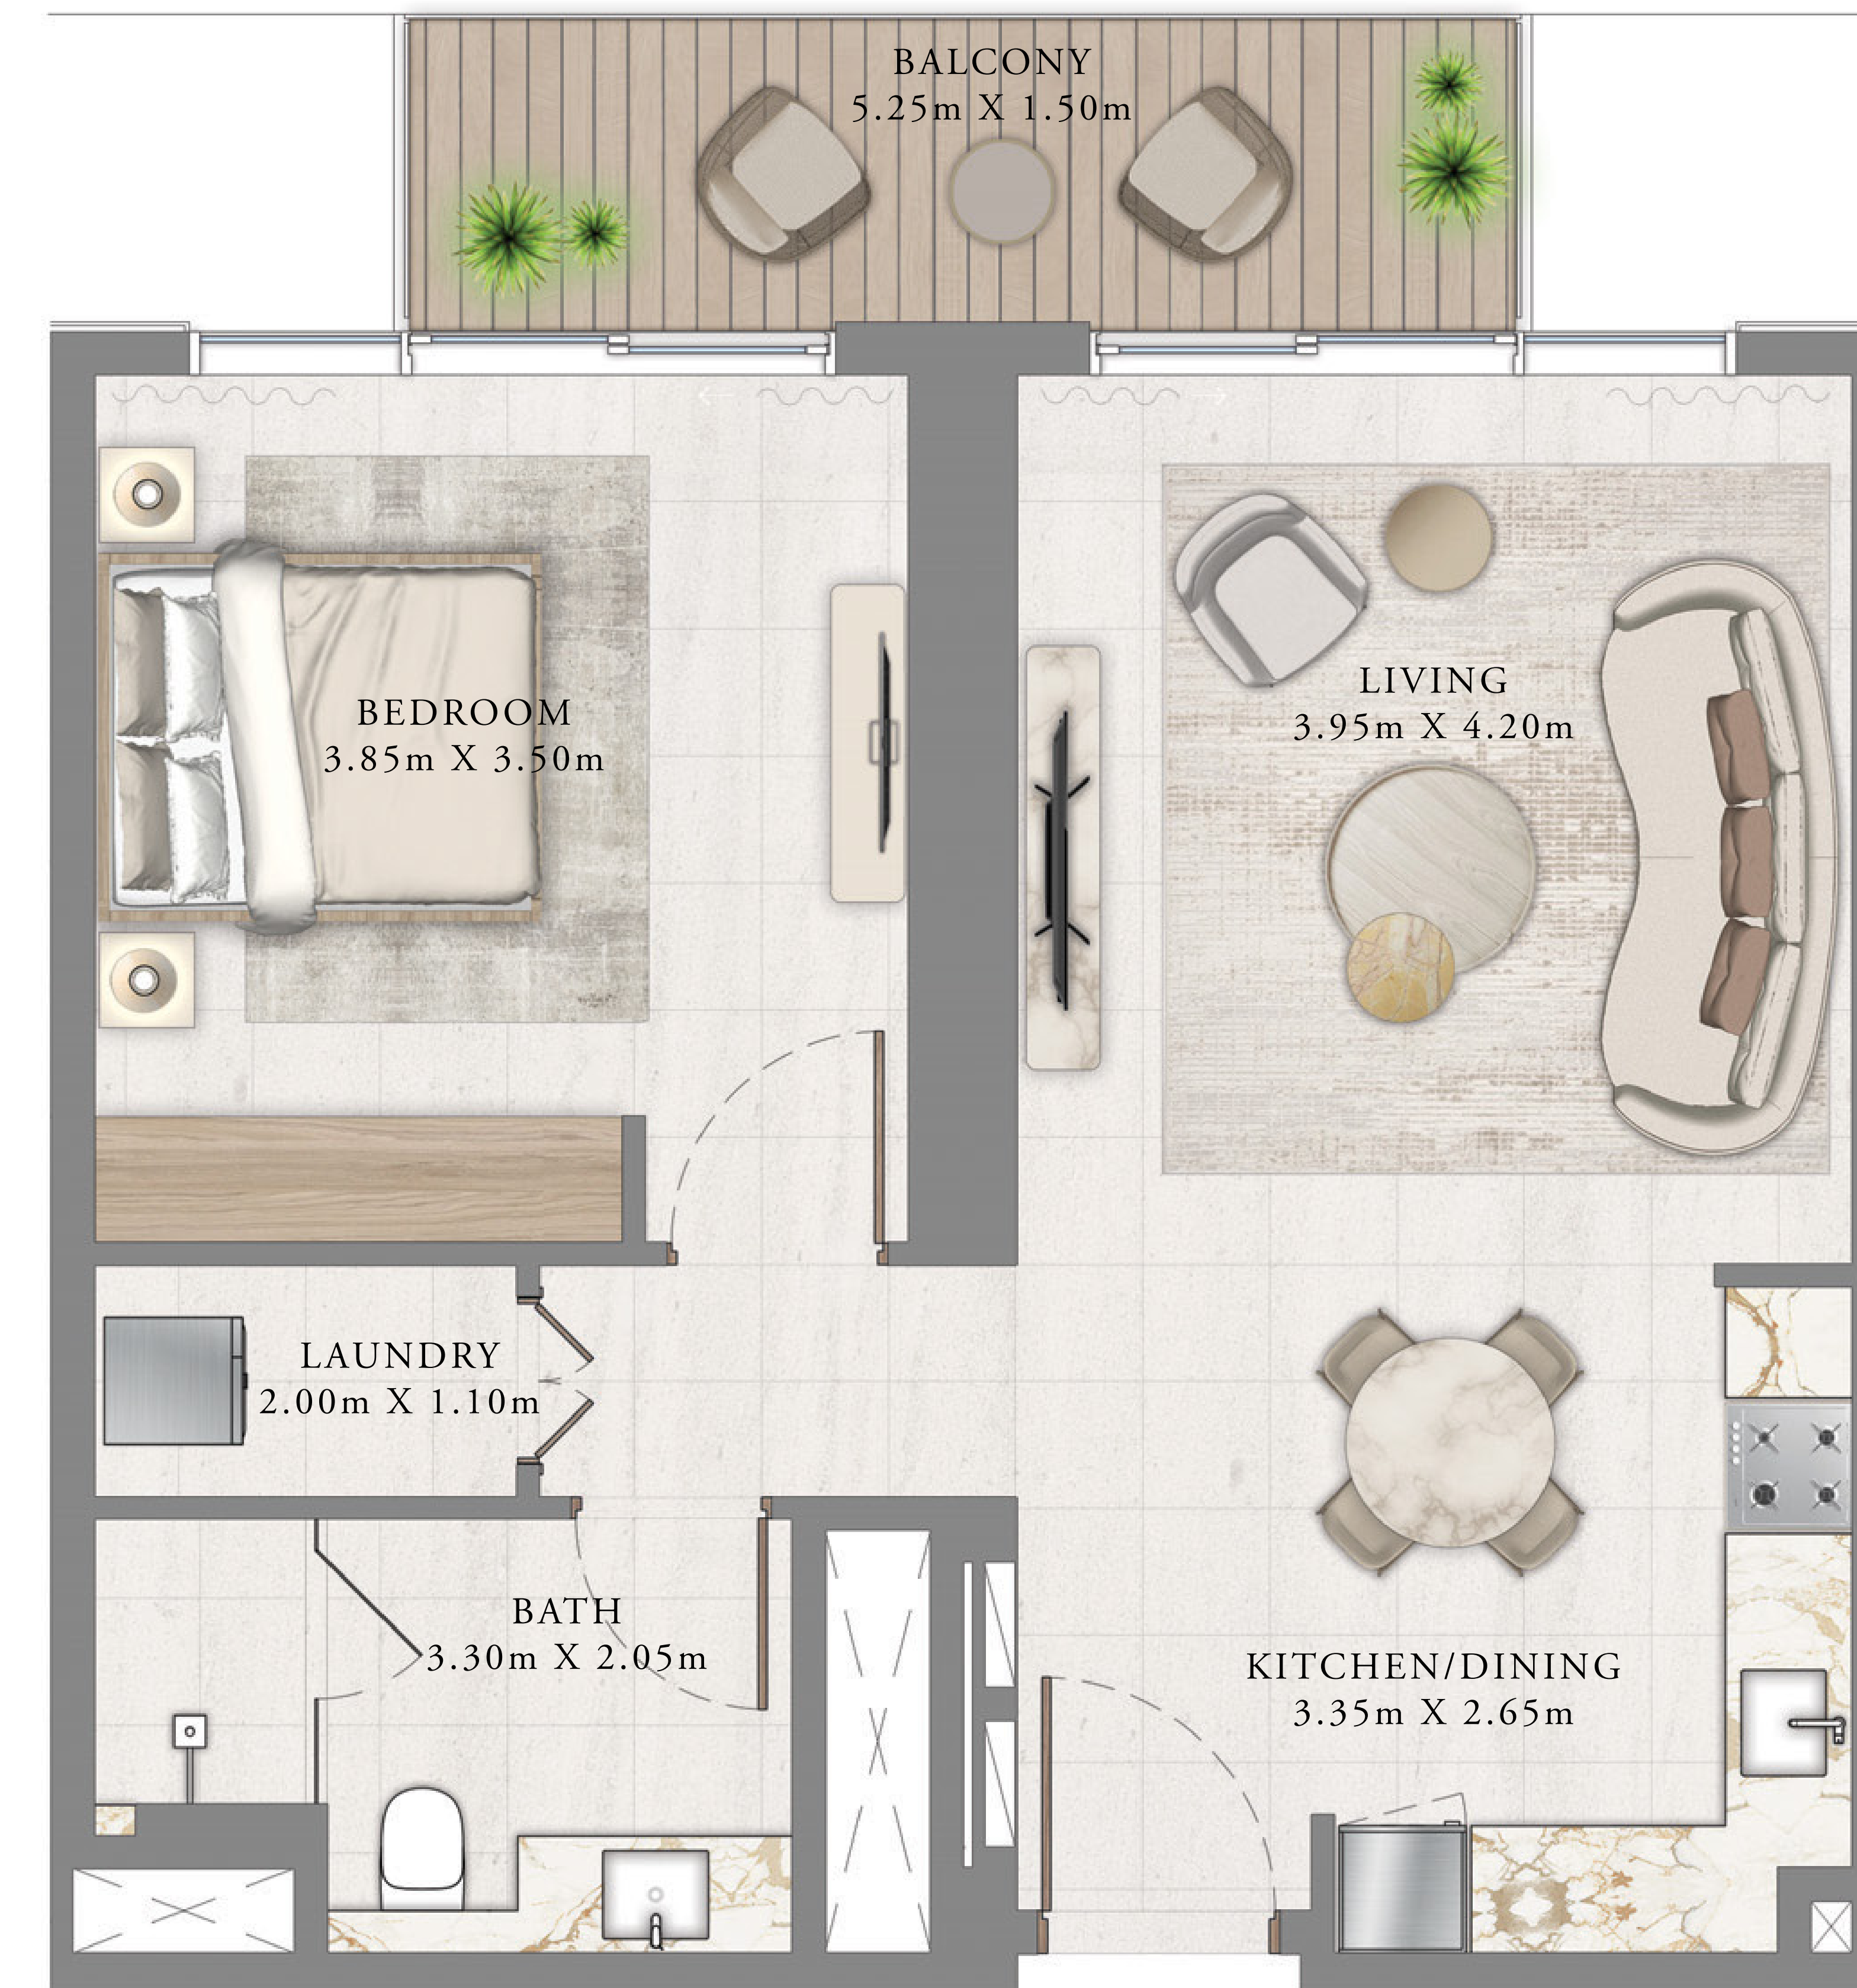 BALCONY
5.25m X 1.50m
BEDROOM
3.85m X 3.50m
LIVING
3.95m X 4.20m
LAUNDRY
2.00m X 1.10m
BATH
3.30m X 2.05m
KITCHEN/DINING
3.35m X 2.65m